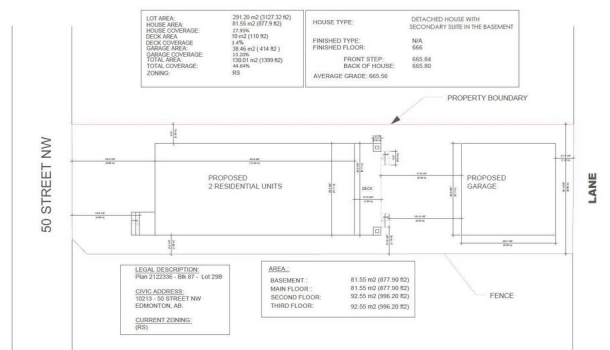 LOT AREA: 291.20 m2 (3127.32 ft2)
HOUSE AREA: 81.55 m2 (877.9 ft2)
HOUSE COVERAGE: 27.95%
DECK AREA 10 m2 (110 ft2)
DECK COVERAGE 3.4%
GARAGE AREA: 38.46 m2 ( 414 ft2 )
GARAGE COVERAGE: 13.20%
TOTAL AREA: 130.01 m2 (1399 ft2)
TOTAL COVERAGE: 44.64%
ZONING: RS
HOUSE TYPE: DETACHED HOUSE WITH
SECONDARY SUITE IN THE BASEMENT
FINISHED TYPE: N/A
FINISHED FLOOR: 666
FRONT STEP: 665.84
BACK OF HOUSE: 665.80
AVERAGE GRADE: 665.56
PROPERTY BOUNDARY
50 STREET NW
PROPOSED
2 RESIDENTIAL UNITS
DECK
PROPOSED
GARAGE
LANE
LEGAL DESCRIPTION:
Plan 2122336 - Blk 67 - Lot 29B
CIVIC ADDRESS:
10213 - 50 STREET NW
EDMONTON, AB.
CURRENT ZONING:
(RS)
AREA :
BASEMENT : 81.55 m2 (877.90 ft2)
MAIN FLOOR : 81.55 m2 (877.90 ft2)
SECOND FLOOR: 92.55 m2 (996.20 ft2)
THIRD FLOOR: 92.55 m2 (996.20 ft2)
FENCE